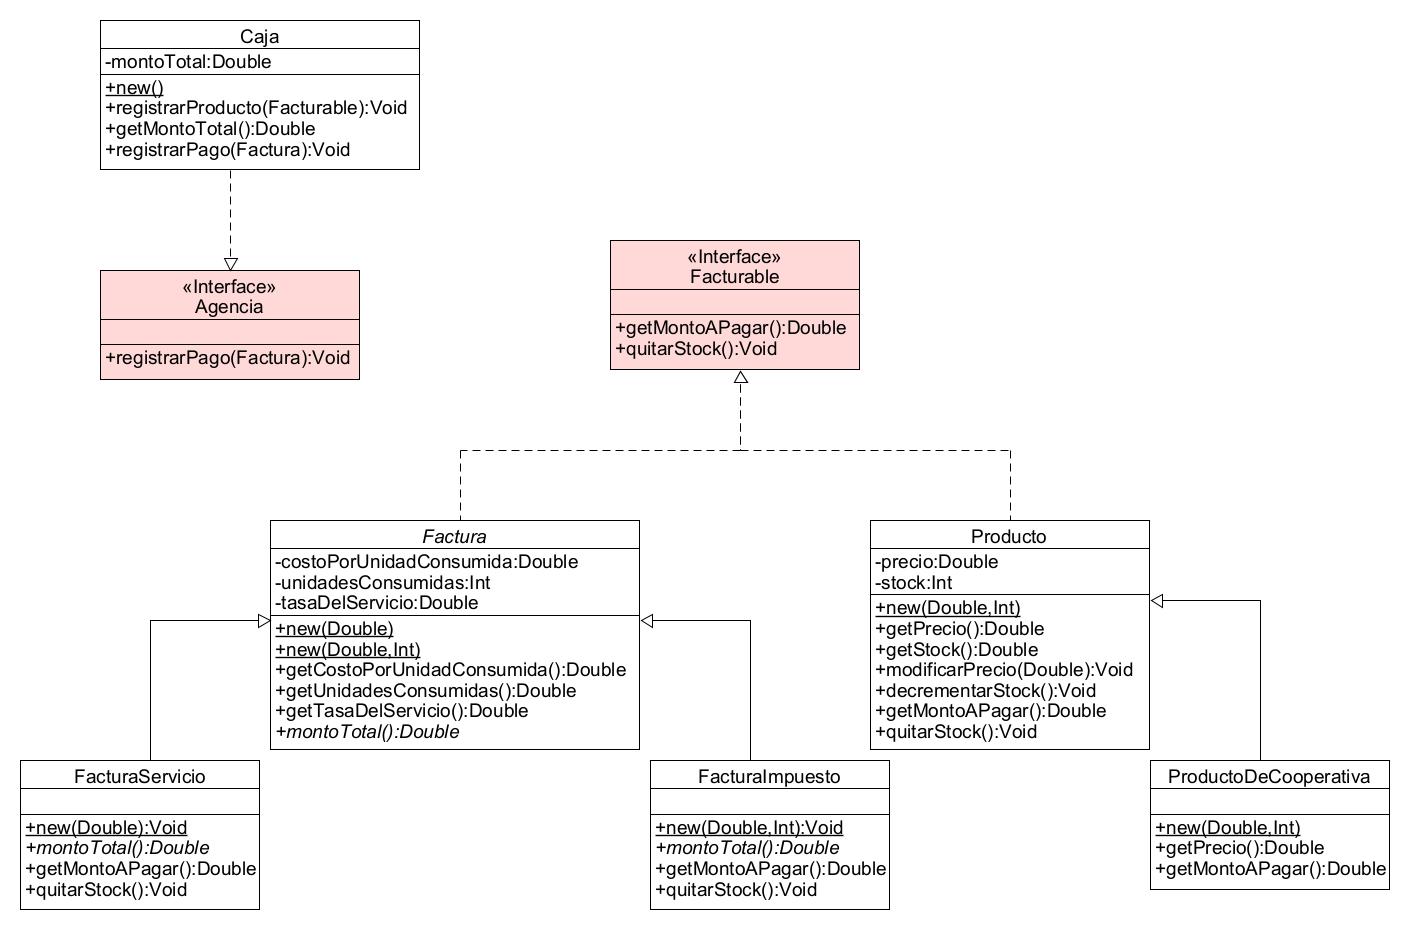 Caja
-montoTotal:Double
+new()
+registrarProducto(Facturable):Void
+getMontoTotal():Double
+registrarPago(Factura):Void
«Interface»
Agencia
+registrarPago(Factura):Void
«Interface»
Facturable
+getMontoAPagar():Double
+quitarStock():Void
Factura
-costoPorUnidadConsumida:Double
-unidadesConsumidas:Int
-tasaDelServicio:Double
+new(Double)
+new(Double,Int)
+getCostoPorUnidadConsumida():Double
+getUnidadesConsumidas():Double
+getTasaDelServicio():Double
+montoTotal():Double
Producto
-precio:Double
-stock:Int
+new(Double,Int)
+getPrecio():Double
+getStock():Double
+modificarPrecio(Double):Void
+decrementarStock():Void
+getMontoAPagar():Double
+quitarStock():Void
FacturaServicio
+new(Double):Void
+montoTotal():Double
+getMontoAPagar():Double
+quitarStock():Void
FacturaImpuesto
+new(Double,Int):Void
+montoTotal():Double
+getMontoAPagar():Double
+quitarStock():Void
ProductoDeCooperativa
+new(Double,Int)
+getPrecio():Double
+getMontoAPagar():Double